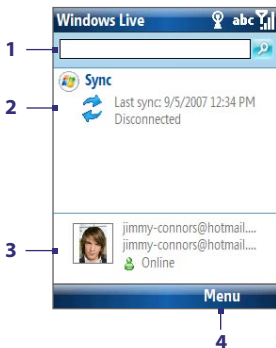 Windows Live abc
1
Sync
2
Last sync: 9/5/2007 12:34 PM
Disconnected
3
jimmy-connors@hotmail....
jimmy-connors@hotmail....
Online
Menu
4